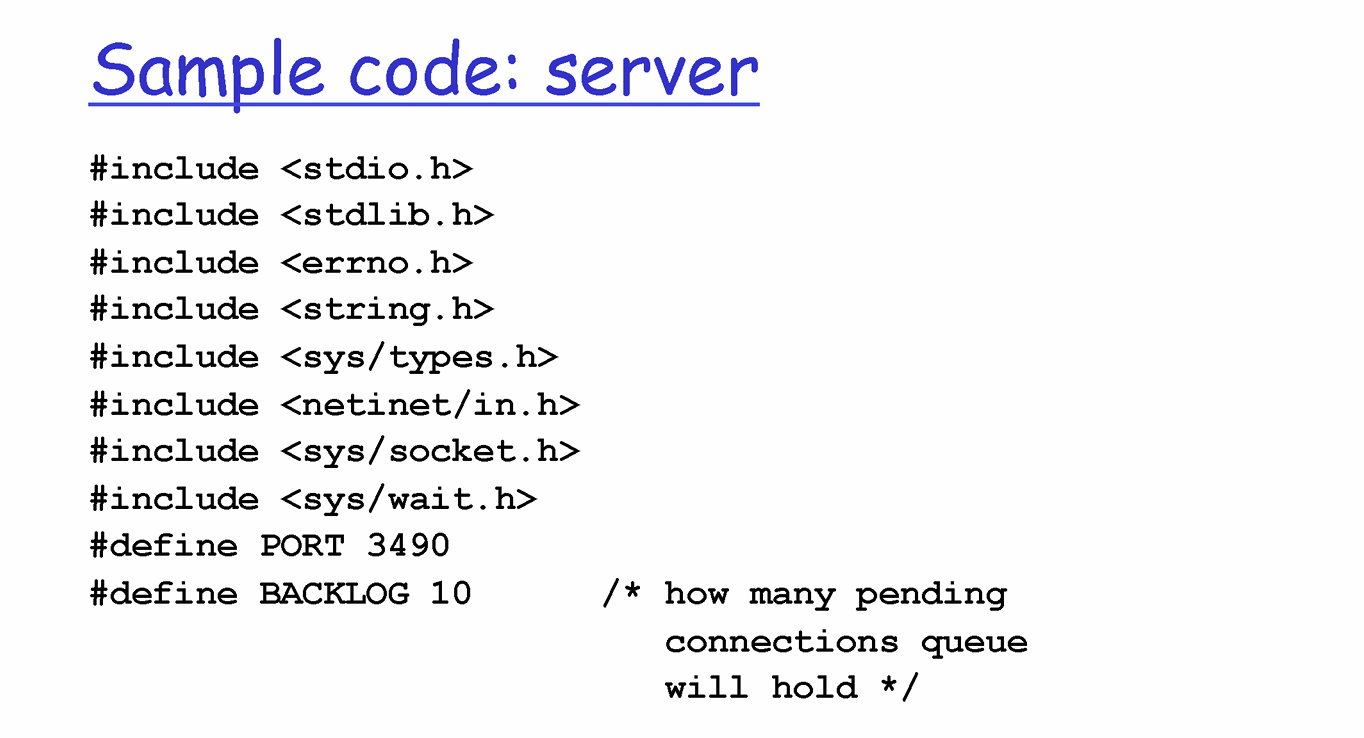 Sample code: server
#include <stdio.h>
#include <stdlib.h>
#include <errno.h>
#include <string.h>
#include <sys/types.h>
#include <netinet/in.h>
#include <sys/socket.h>
#include <sys/wait.h>
#define PORT 3490
#define BACKLOG 10 /* how many pending
connections queue
will hold */